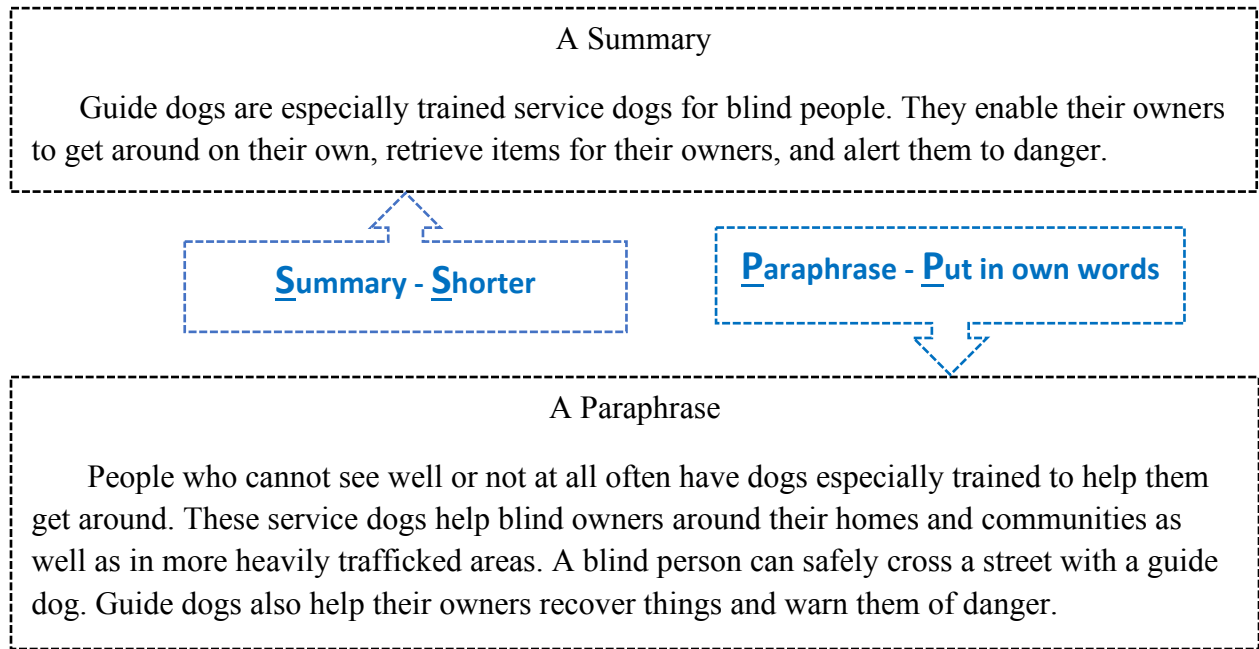 A Summary
Guide dogs are especially trained service dogs for blind people. They enable their owners
to get around on their own, retrieve items for their owners, and alert them to danger.
Summary - Shorter
Paraphrase - Put in own words
A Paraphrase
People who cannot see well or not at all often have dogs especially trained to help them
get around. These service dogs help blind owners around their homes and communities as
well as in more heavily trafficked areas. A blind person can safely cross a street with a guide
dog. Guide dogs also help their owners recover things and warn them of danger.